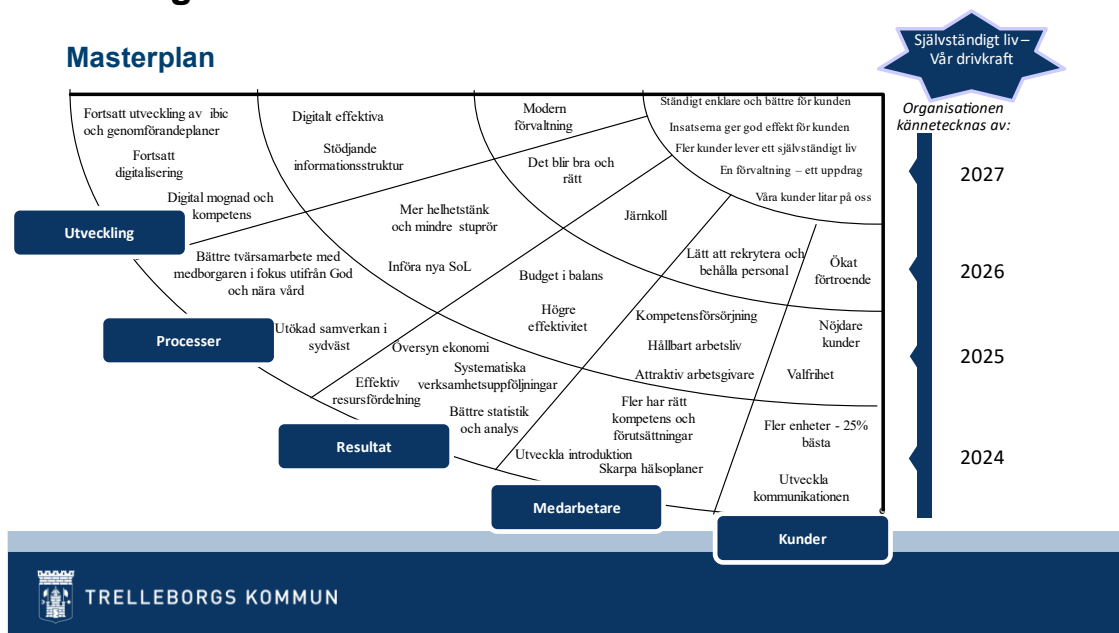 Masterplan
Självständigt liv –
Vår drivkraft
Organisationen
kännetecknas av:
2027
2026
2025
2024
Fortsatt utveckling av ibic
och genomförandeplaner
Fortsatt
digitalisering
Digital mognad och
kompetens
Digitalt effektiva
Stödjande
informationsstruktur
Modern
förvaltning
Ständigt enklare och bättre för kunden
Insatserna ger god effekt för kunden
Fler kunder lever ett självständigt liv
En förvaltning – ett uppdrag
Våra kunder litar på oss
Utveckling
Bättre tvärsamarbete med
medborgaren i fokus utifrån God
och nära vård
Utökad samverkan i
sydväst
Mer helhetstänk
och mindre stuprör
Införa nya SoL
Det blir bra och
rätt
Processer
Effektiv
resursfördelning
Översyn ekonomi
Systematiska
verksamhetsuppföljningar
Bättre statistik
och analys
Budget i balans
Högre
effektivitet
Järnkoll
Resultat
Utveckla introduktion
Skarpa hälsoplaner
Fler har rätt
kompetens och
förutsättningar
Kompetensförsörjning
Hållbart arbetsliv
Attraktiv arbetsgivare
Lätt att rekrytera och
behålla personal
Medarbetare
Fler enheter - 25%
bästa
Utveckla
kommunikationen
Nöjdare
kunder
Valfrihet
Ökat
förtroende
Kunder
TRELLEBORGS KOMMUN